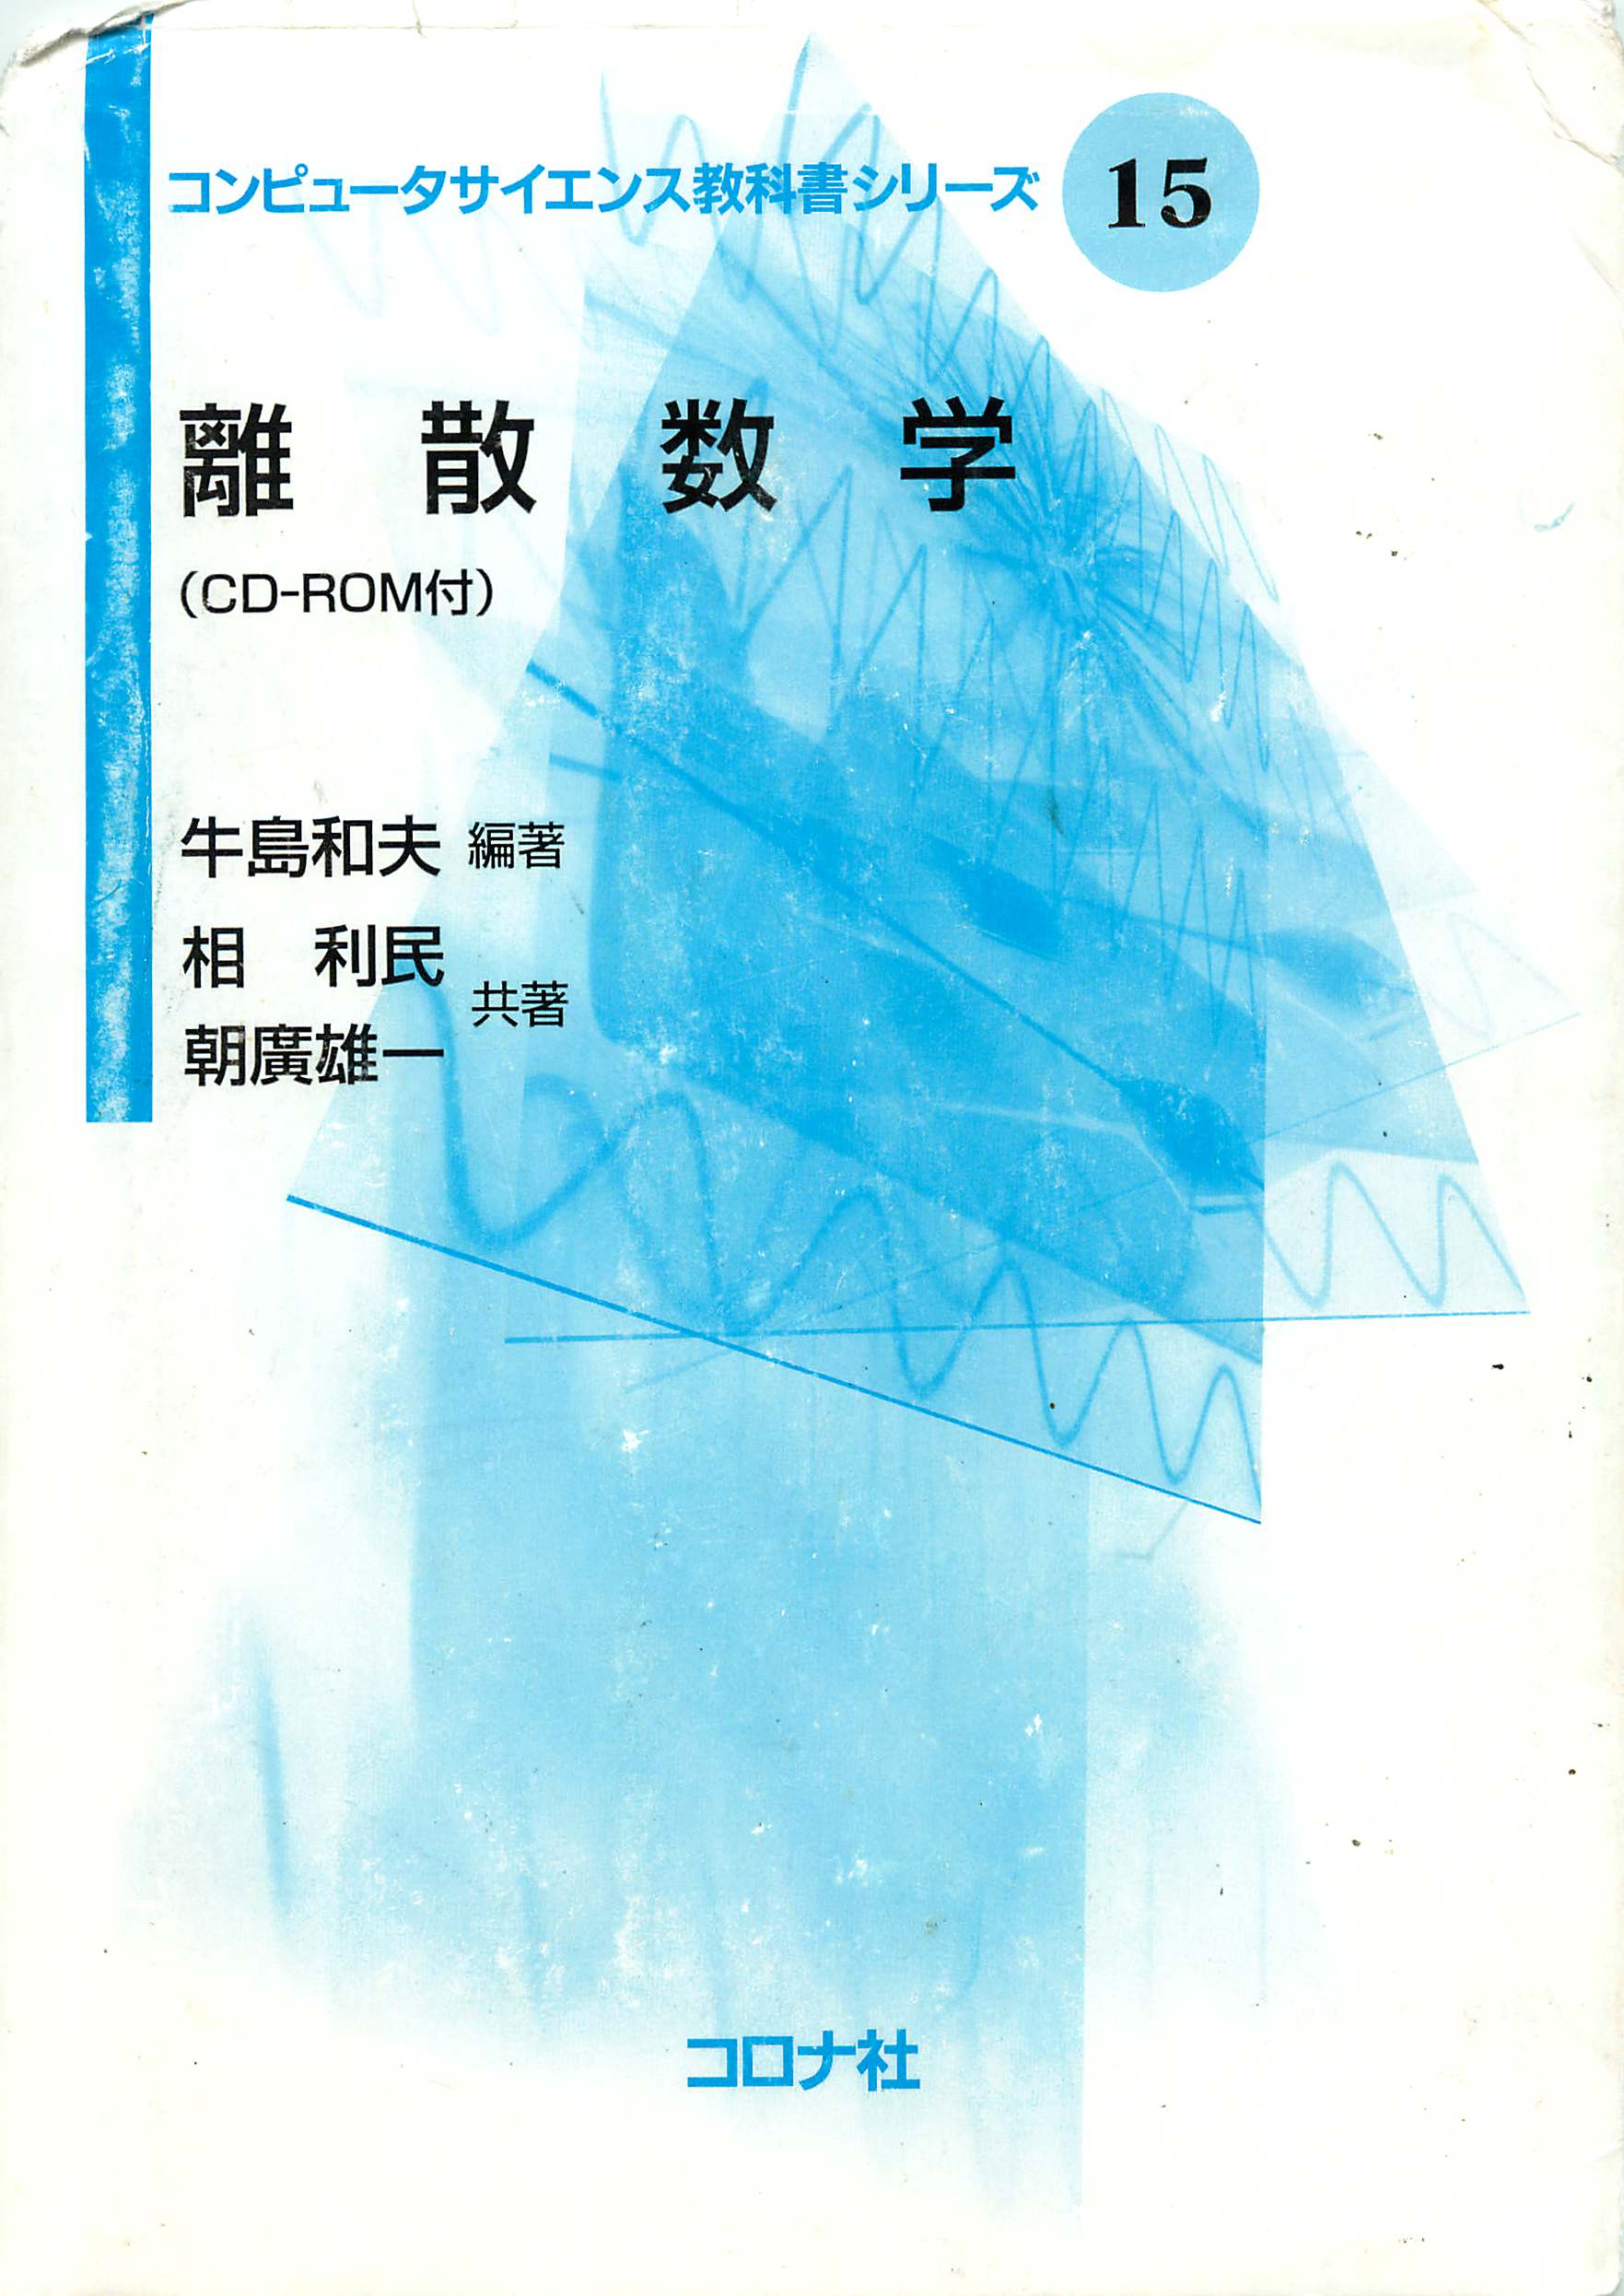 コンピュータサイエンス教科書シリーズ 15
離散数学
(CD-ROM付)
牛島和夫 編著
相 利民
共著
朝廣雄一
コロナ社